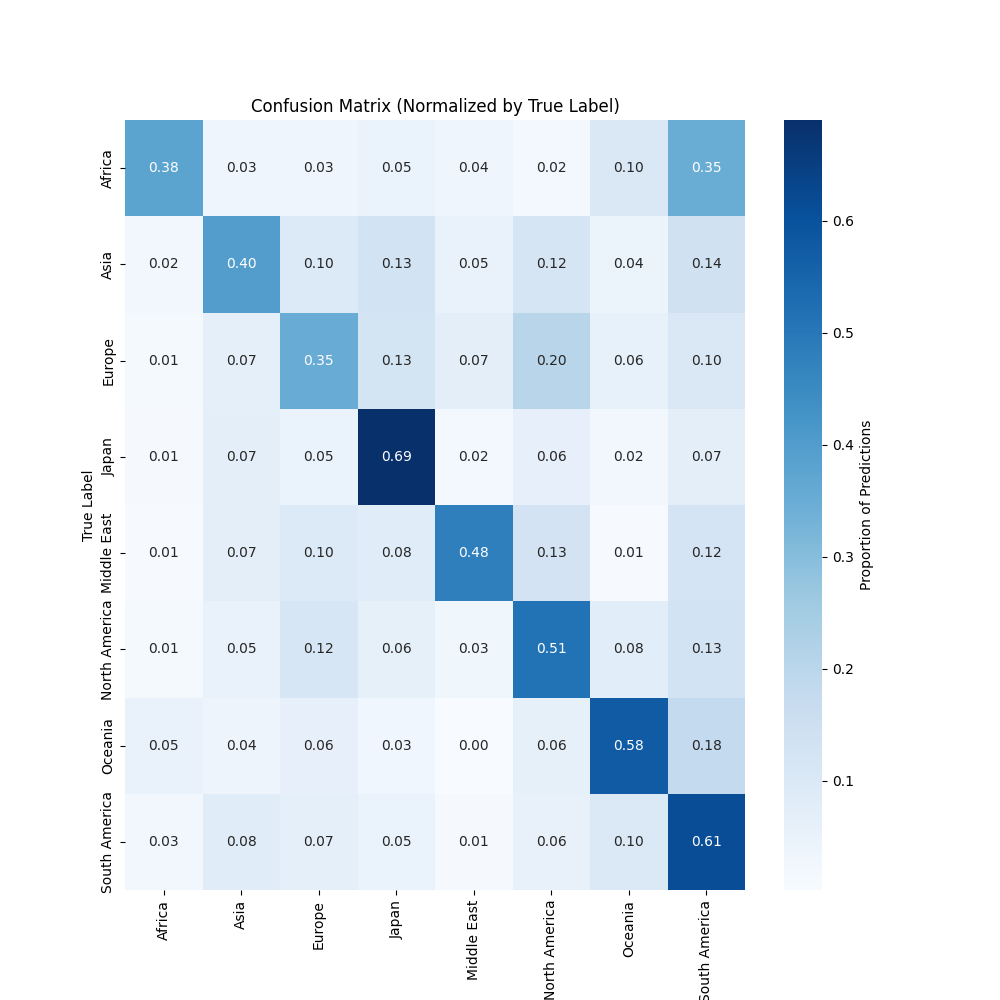 Confusion Matrix (Normalized by True Label)
True Label
Africa 0.38 0.03 0.03 0.05 0.04 0.02 0.10 0.35
Asia 0.02 0.40 0.10 0.13 0.05 0.12 0.04 0.14
Europe 0.01 0.07 0.35 0.13 0.07 0.20 0.06 0.10
Japan 0.01 0.07 0.05 0.69 0.02 0.06 0.02 0.07
Middle East 0.01 0.07 0.10 0.08 0.48 0.13 0.01 0.12
North America 0.01 0.05 0.12 0.06 0.03 0.51 0.08 0.13
Oceania 0.05 0.04 0.06 0.03 0.00 0.06 0.58 0.18
South America 0.03 0.08 0.07 0.05 0.01 0.06 0.10 0.61
Africa Asia Europe Japan Middle East North America Oceania South America
0.6
0.5
0.4
0.3
0.2
0.1
Proportion of Predictions